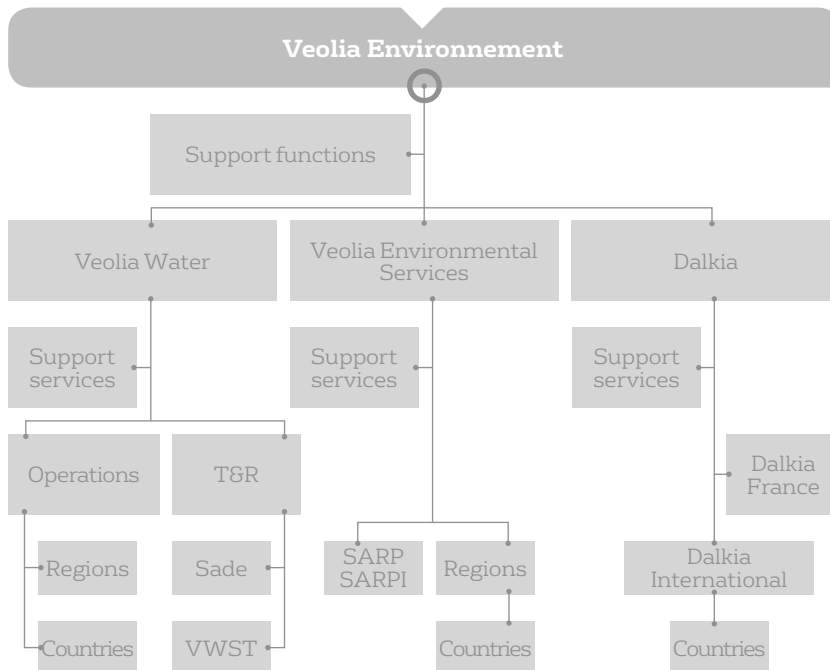 Veolia Environnement
Support functions
Veolia Water
Veolia Environmental
Services
Dalkia
Support
services
Support
services
Support
services
Operations
T&R
Dalkia
France
Regions
Sade
SARP
SARPI
Regions
Dalkia
International
Countries
VWST
Countries
Countries